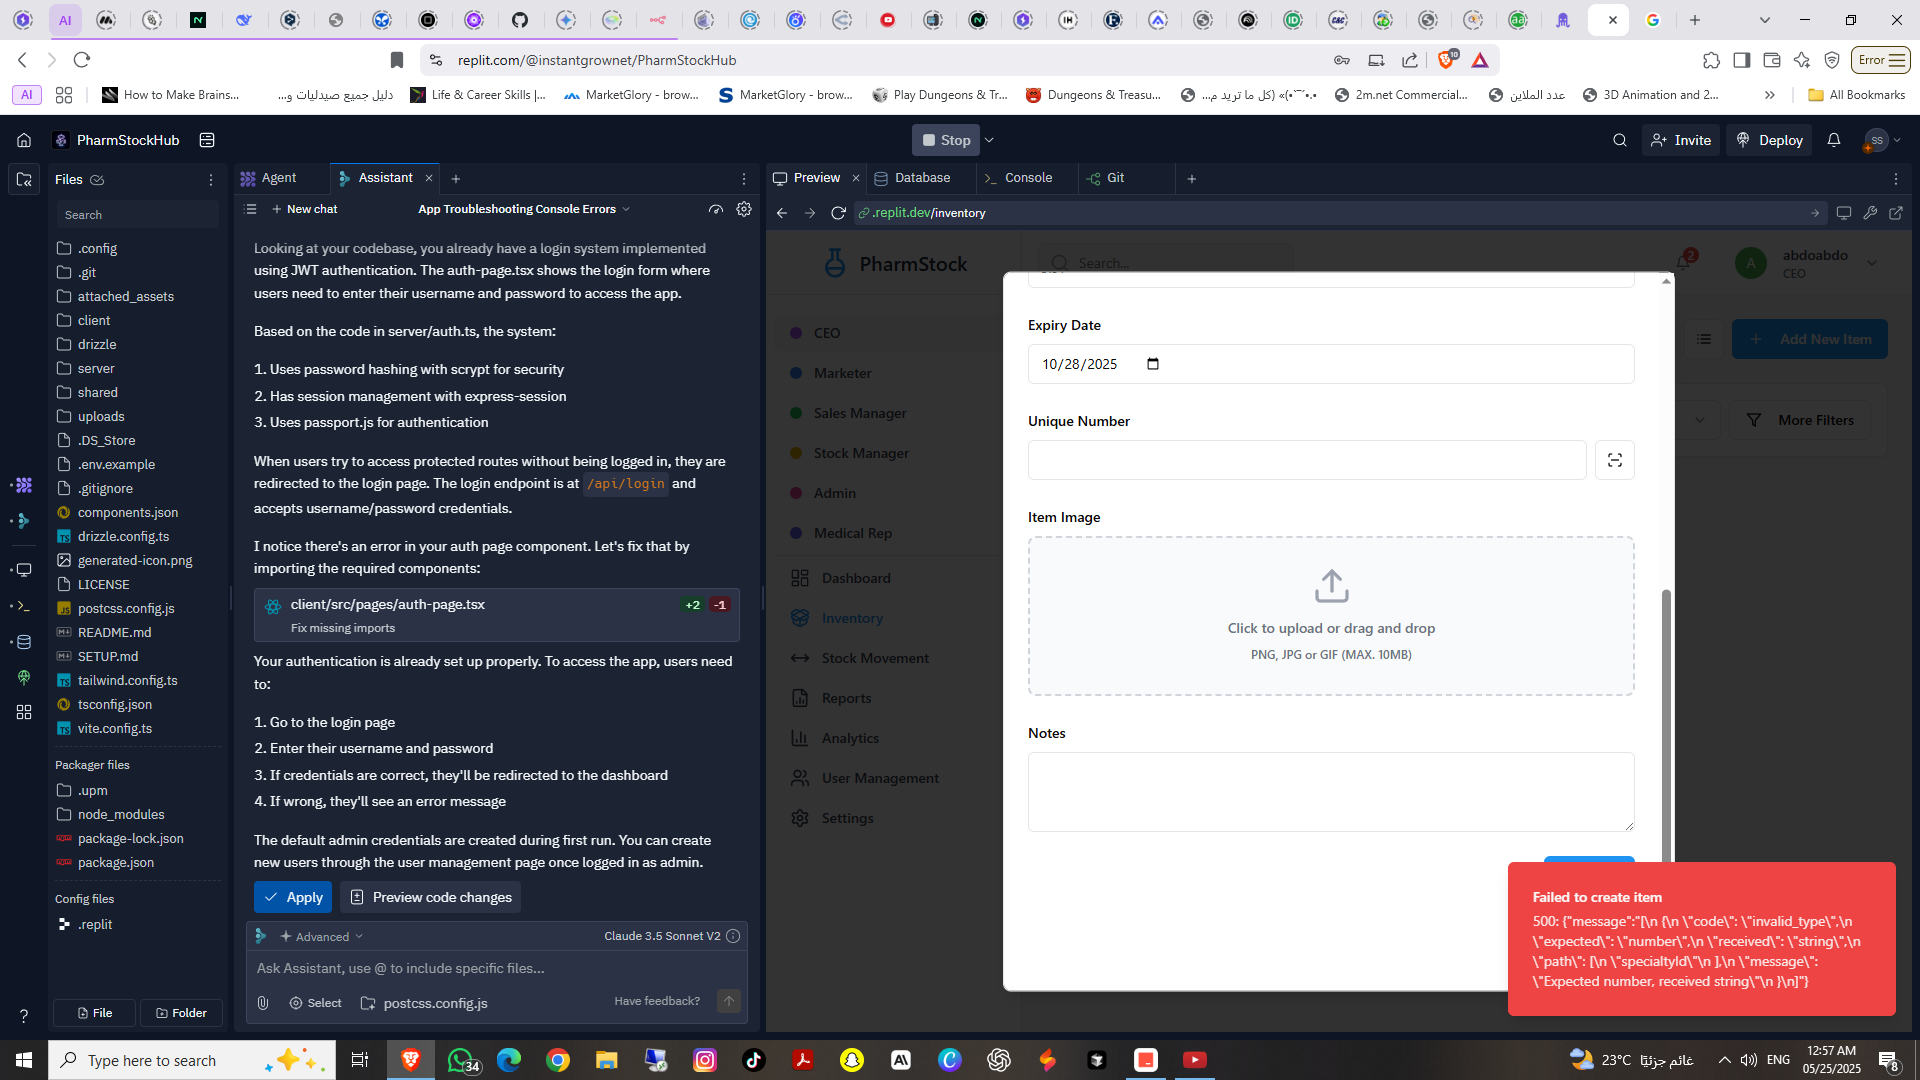 AI
replit.com/@instantgrownet/PharmStockHub
10
Error
AI
How to Make Brains...
دليل جميع صيدليات و...
Life & Career Skills |...
MarketGlory - brow...
MarketGlory - brow...
Play Dungeons & Tr...
Dungeons & Treasu...
2m.net Commercial...
عدد الملاين
3D Animation and 2...
All Bookmarks
PharmStockHub
Stop
Invite
Deploy
SS
Files
Search
.config
.git
attached_assets
client
drizzle
server
shared
uploads
.DS_Store
.env.example
.gitignore
components.json
drizzle.config.ts
generated-icon.png
LICENSE
postcss.config.js
README.md
SETUP.md
tailwind.config.ts
tsconfig.json
vite.config.ts
Packager files
.upm
node_modules
package-lock.json
package.json
Config files
.replit
File
Folder
Agent
Assistant
New chat
App Troubleshooting Console Errors
Looking at your codebase, you already have a login system implemented
using JWT authentication. The auth-page.tsx shows the login form where
users need to enter their username and password to access the app.
Based on the code in server/auth.ts, the system:
1. Uses password hashing with scrypt for security
2. Has session management with express-session
3. Uses passport.js for authentication
When users try to access protected routes without being logged in, they are
redirected to the login page. The login endpoint is at /api/login and
accepts username/password credentials.
I notice there's an error in your auth page component. Let's fix that by
importing the required components:
client/src/pages/auth-page.tsx
+2 -1
Fix missing imports
Your authentication is already set up properly. To access the app, users need
to:
1. Go to the login page
2. Enter their username and password
3. If credentials are correct, they'll be redirected to the dashboard
4. If wrong, they'll see an error message
The default admin credentials are created during first run. You can create
new users through the user management page once logged in as admin.
Apply
Preview code changes
Advanced
Claude 3.5 Sonnet V2
Ask Assistant, use @ to include specific files...
Select
postcss.config.js
Have feedback?
Preview
Database
Console
Git
.replit.dev/inventory
PharmStock
Search...
2
A
abdoabdo
CEO
CEO
Marketer
Sales Manager
Stock Manager
Admin
Medical Rep
Dashboard
Inventory
Stock Movement
Reports
Analytics
User Management
Settings
Add New Item
More Filters
Expiry Date
10/28/2025
Unique Number
Item Image
Click to upload or drag and drop
PNG, JPG or GIF (MAX. 10MB)
Notes
Failed to create item
500: {"message":"[\n {\n \"code\": \"invalid_type\",\n
\"expected\": \"number\",\n \"received\": \"string\",\n
\"path\": [\n \"specialtyId\"\n ],\n \"message\":
\"Expected number, received string\"\n }\n]"}
Type here to search
34
23°C
غائم جزئيًا
ENG
12:57 AM
05/25/2025
8